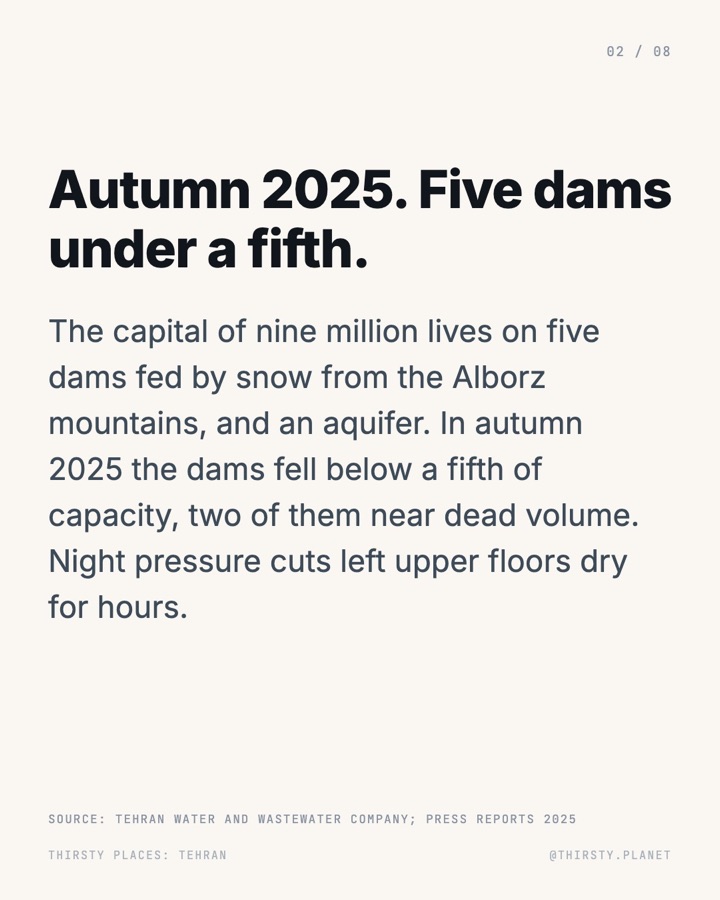 02 / 08
Autumn 2025. Five dams
under a fifth.
The capital of nine million lives on five
dams fed by snow from the Alborz
mountains, and an aquifer. In autumn
2025 the dams fell below a fifth of
capacity, two of them near dead volume.
Night pressure cuts left upper floors dry
for hours.
SOURCE: TEHRAN WATER AND WASTEWATER COMPANY; PRESS REPORTS 2025
THIRSTY PLACES: TEHRAN
@THIRSTY.PLANET